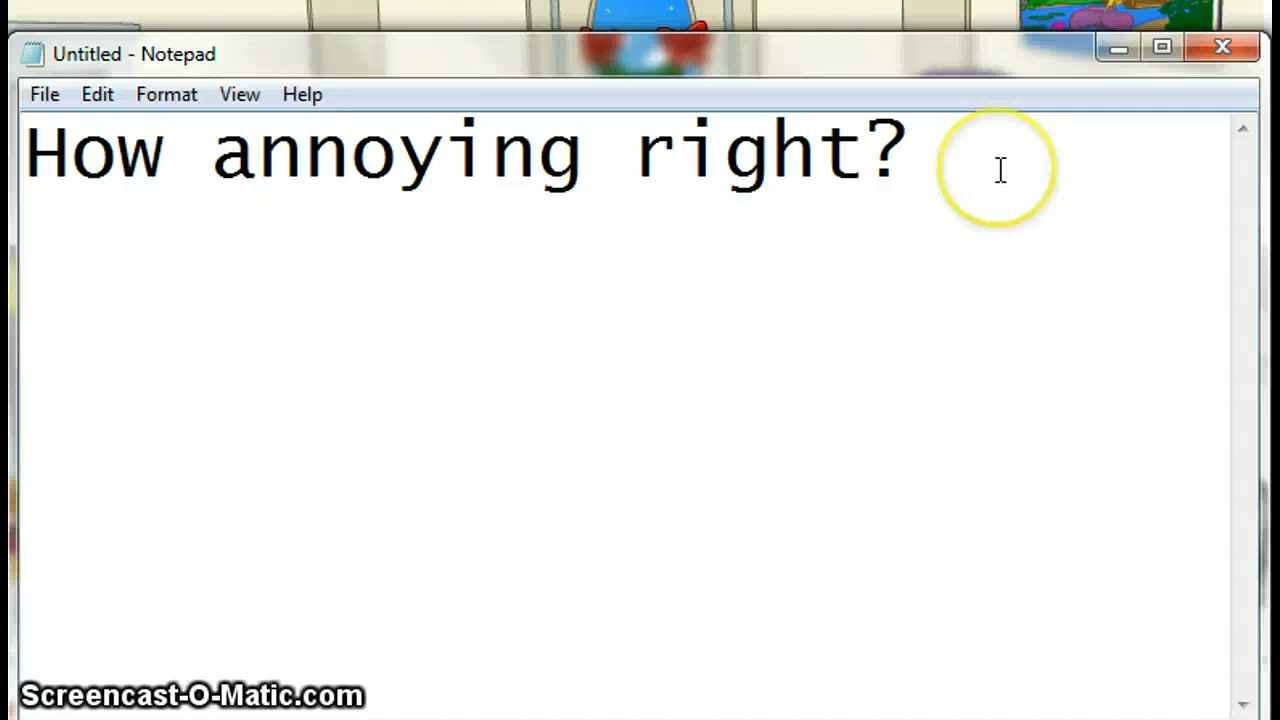 Untitled - Notepad
File Edit Format View Help
How annoying right?
Screencast-O-Matic.com